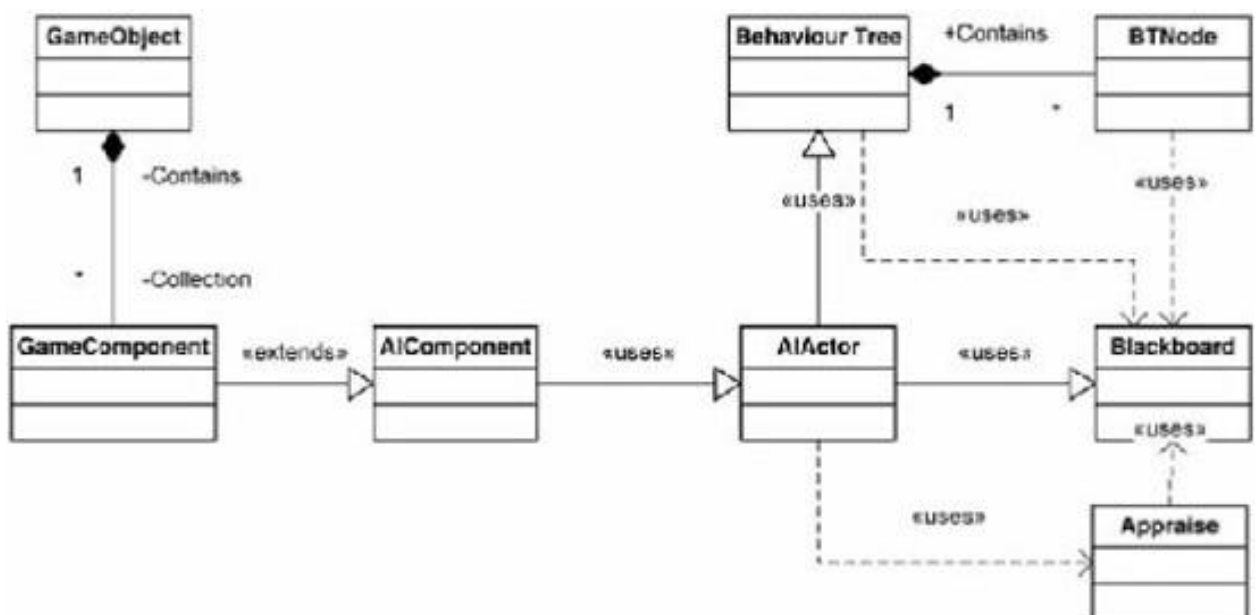 GameObject
Behaviour Tree
+Contains
BTNode
1
*
1
-Contains
«uses»
«uses»
«uses»
*
-Collection
GameComponent
«extends»
AIComponent
«uses«
AIActor
«uses»
Blackboard
«uses»
«uses»
Appraise